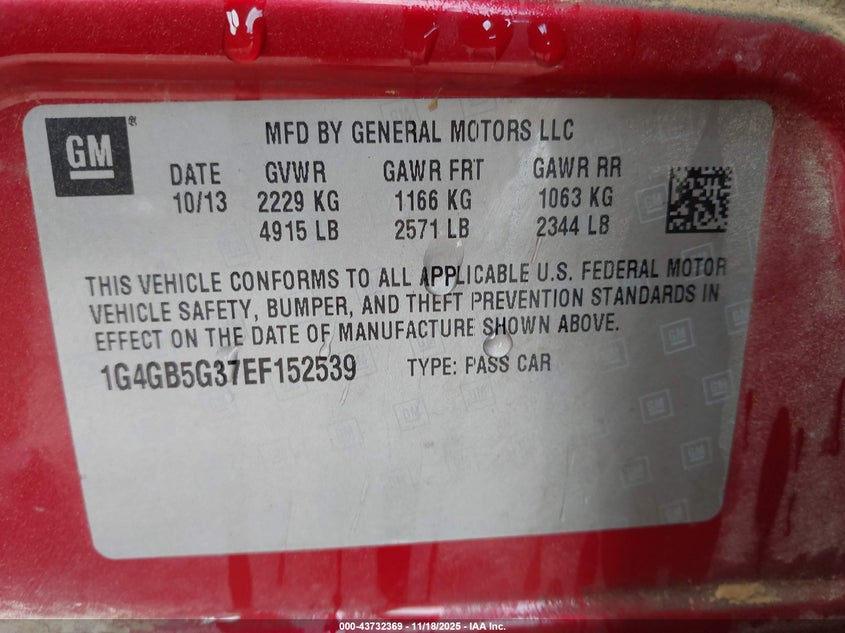 GM ®
MFD BY GENERAL MOTORS LLC
DATE GVWR GAWR FRT GAWR RR
10/13 2229 KG 1166 KG 1063 KG
4915 LB 2571 LB 2344 LB
THIS VEHICLE CONFORMS TO ALL APPLICABLE U.S. FEDERAL MOTOR
VEHICLE SAFETY, BUMPER, AND THEFT PREVENTION STANDARDS IN
EFFECT ON THE DATE OF MANUFACTURE SHOWN ABOVE.
1G4GB5G37EF152539 TYPE: PASS CAR
000-43732369 - 11/18/2025 - IAA Inc.